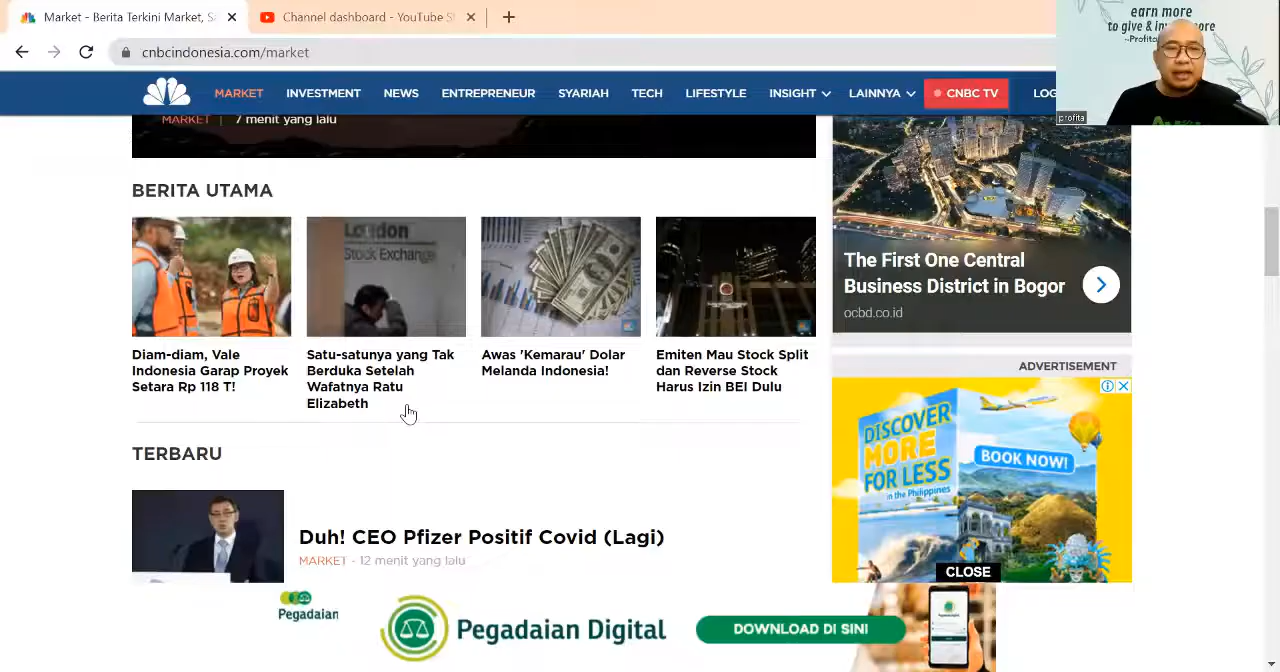 Market - Berita Terkini Market, S
Channel dashboard - YouTube S
cnbcindonesia.com/market
earn more
to give & in more
~Profit
profita
MARKET
INVESTMENT
NEWS
ENTREPRENEUR
SYARIAH
TECH
LIFESTYLE
INSIGHT
LAINNYA
CNBC TV
LOG
MARKET | 7 menit yang lalu
BERITA UTAMA
London
Stock Exchange
Diam-diam, Vale
Indonesia Garap Proyek
Setara Rp 118 T!
Satu-satunya yang Tak
Berduka Setelah
Wafatnya Ratu
Elizabeth
Awas 'Kemarau' Dolar
Melanda Indonesia!
Emiten Mau Stock Split
dan Reverse Stock
Harus Izin BEI Dulu
The First One Central
Business District in Bogor
ocbd.co.id
ADVERTISEMENT
DISCOVER
MORE
FOR LESS
in the Philippines
BOOK NOW!
CLOSE
TERBARU
Duh! CEO Pfizer Positif Covid (Lagi)
MARKET - 12 menit yang lalu
Pegadaian
Pegadaian Digital
DOWNLOAD DI SINI